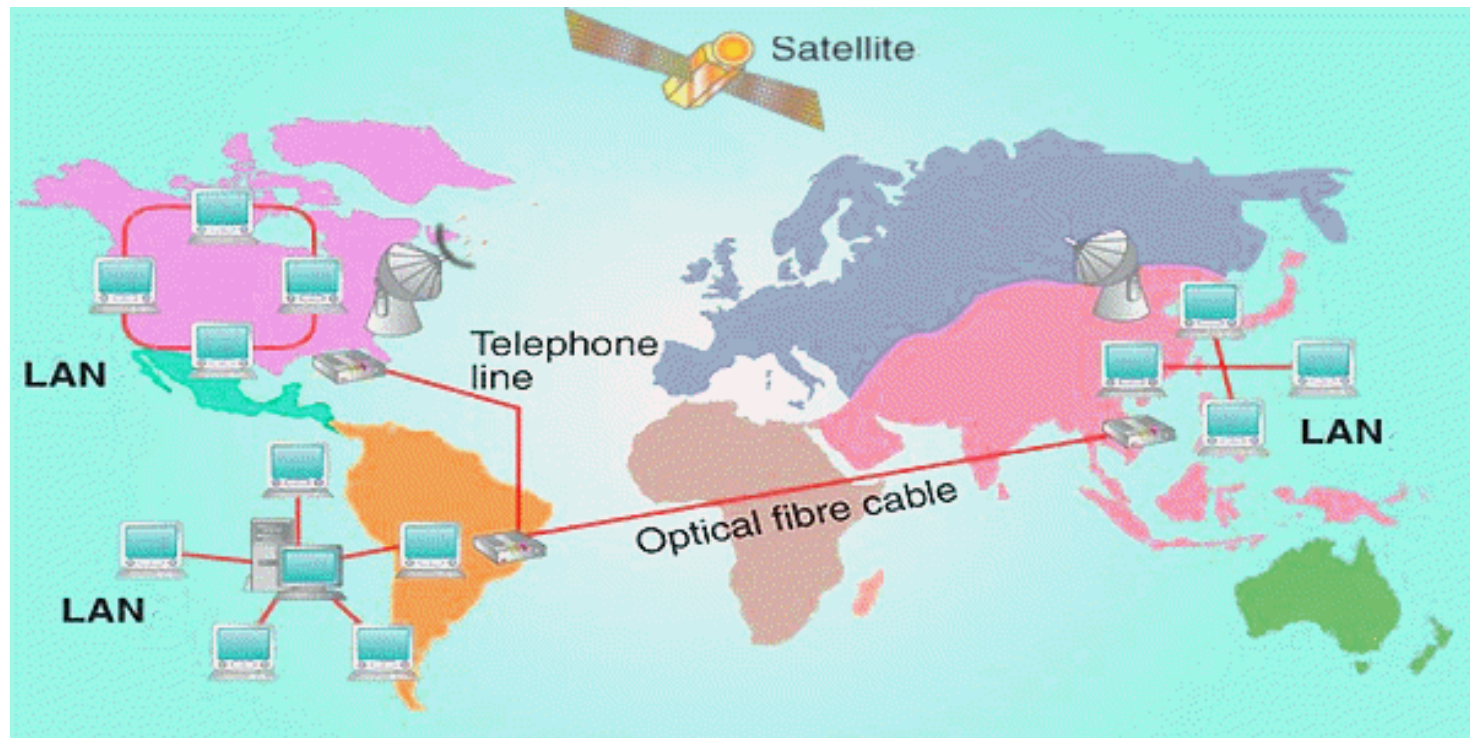 Satellite
Telephone
line
LAN
LAN
Optical fibre cable
LAN